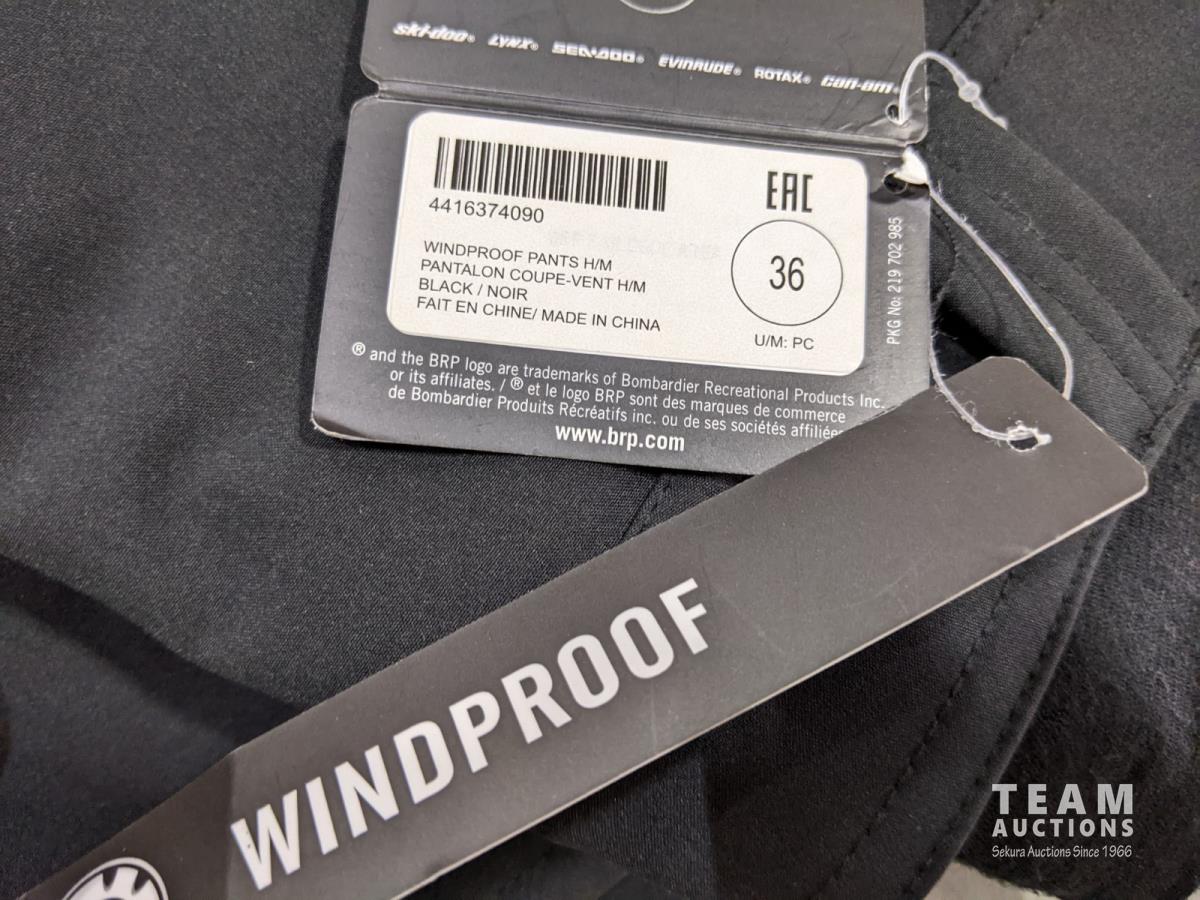 ski-doo® LYNX® SEA-DOO® EVINRUDE® ROTAX® can-am®
4416374090
EAC
WINDPROOF PANTS H/M
PANTALON COUPE-VENT H/M
BLACK / NOIR
FAIT EN CHINE/ MADE IN CHINA
36
U/M: PC
PKG No: 219 702 985
® and the BRP logo are trademarks of Bombardier Recreational Products Inc.
or its affiliates. / ® et le logo BRP sont des marques de commerce
de Bombardier Produits Récréatifs inc. ou de ses sociétés affiliée
www.brp.com
WINDPROOF
TEAM
AUCTIONS
Sekura Auctions Since 1966